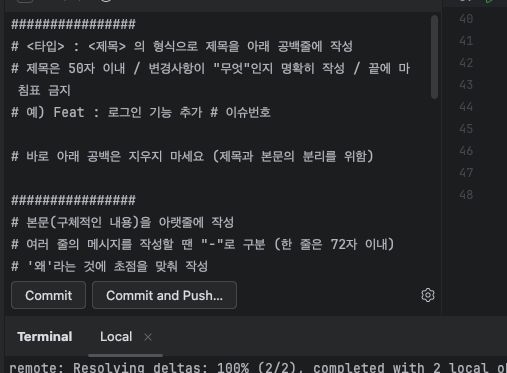 ################
# <타입> : <제목> 의 형식으로 제목을 아래 공백줄에 작성
# 제목은 50자 이내 / 변경사항이 "무엇"인지 명확히 작성 / 끝에 마
침표 금지
# 예) Feat : 로그인 기능 추가 # 이슈번호
# 바로 아래 공백은 지우지 마세요 (제목과 본문의 분리를 위함)
################
# 본문(구체적인 내용)을 아랫줄에 작성
# 여러 줄의 메시지를 작성할 땐 "-"로 구분 (한 줄은 72자 이내)
# '왜'라는 것에 초점을 맞춰 작성
Commit
Commit and Push...
40
41
42
43
44
45
46
47
48
Terminal
Local
remote: Resolving deltas: 100% (2/2), completed with 2 local